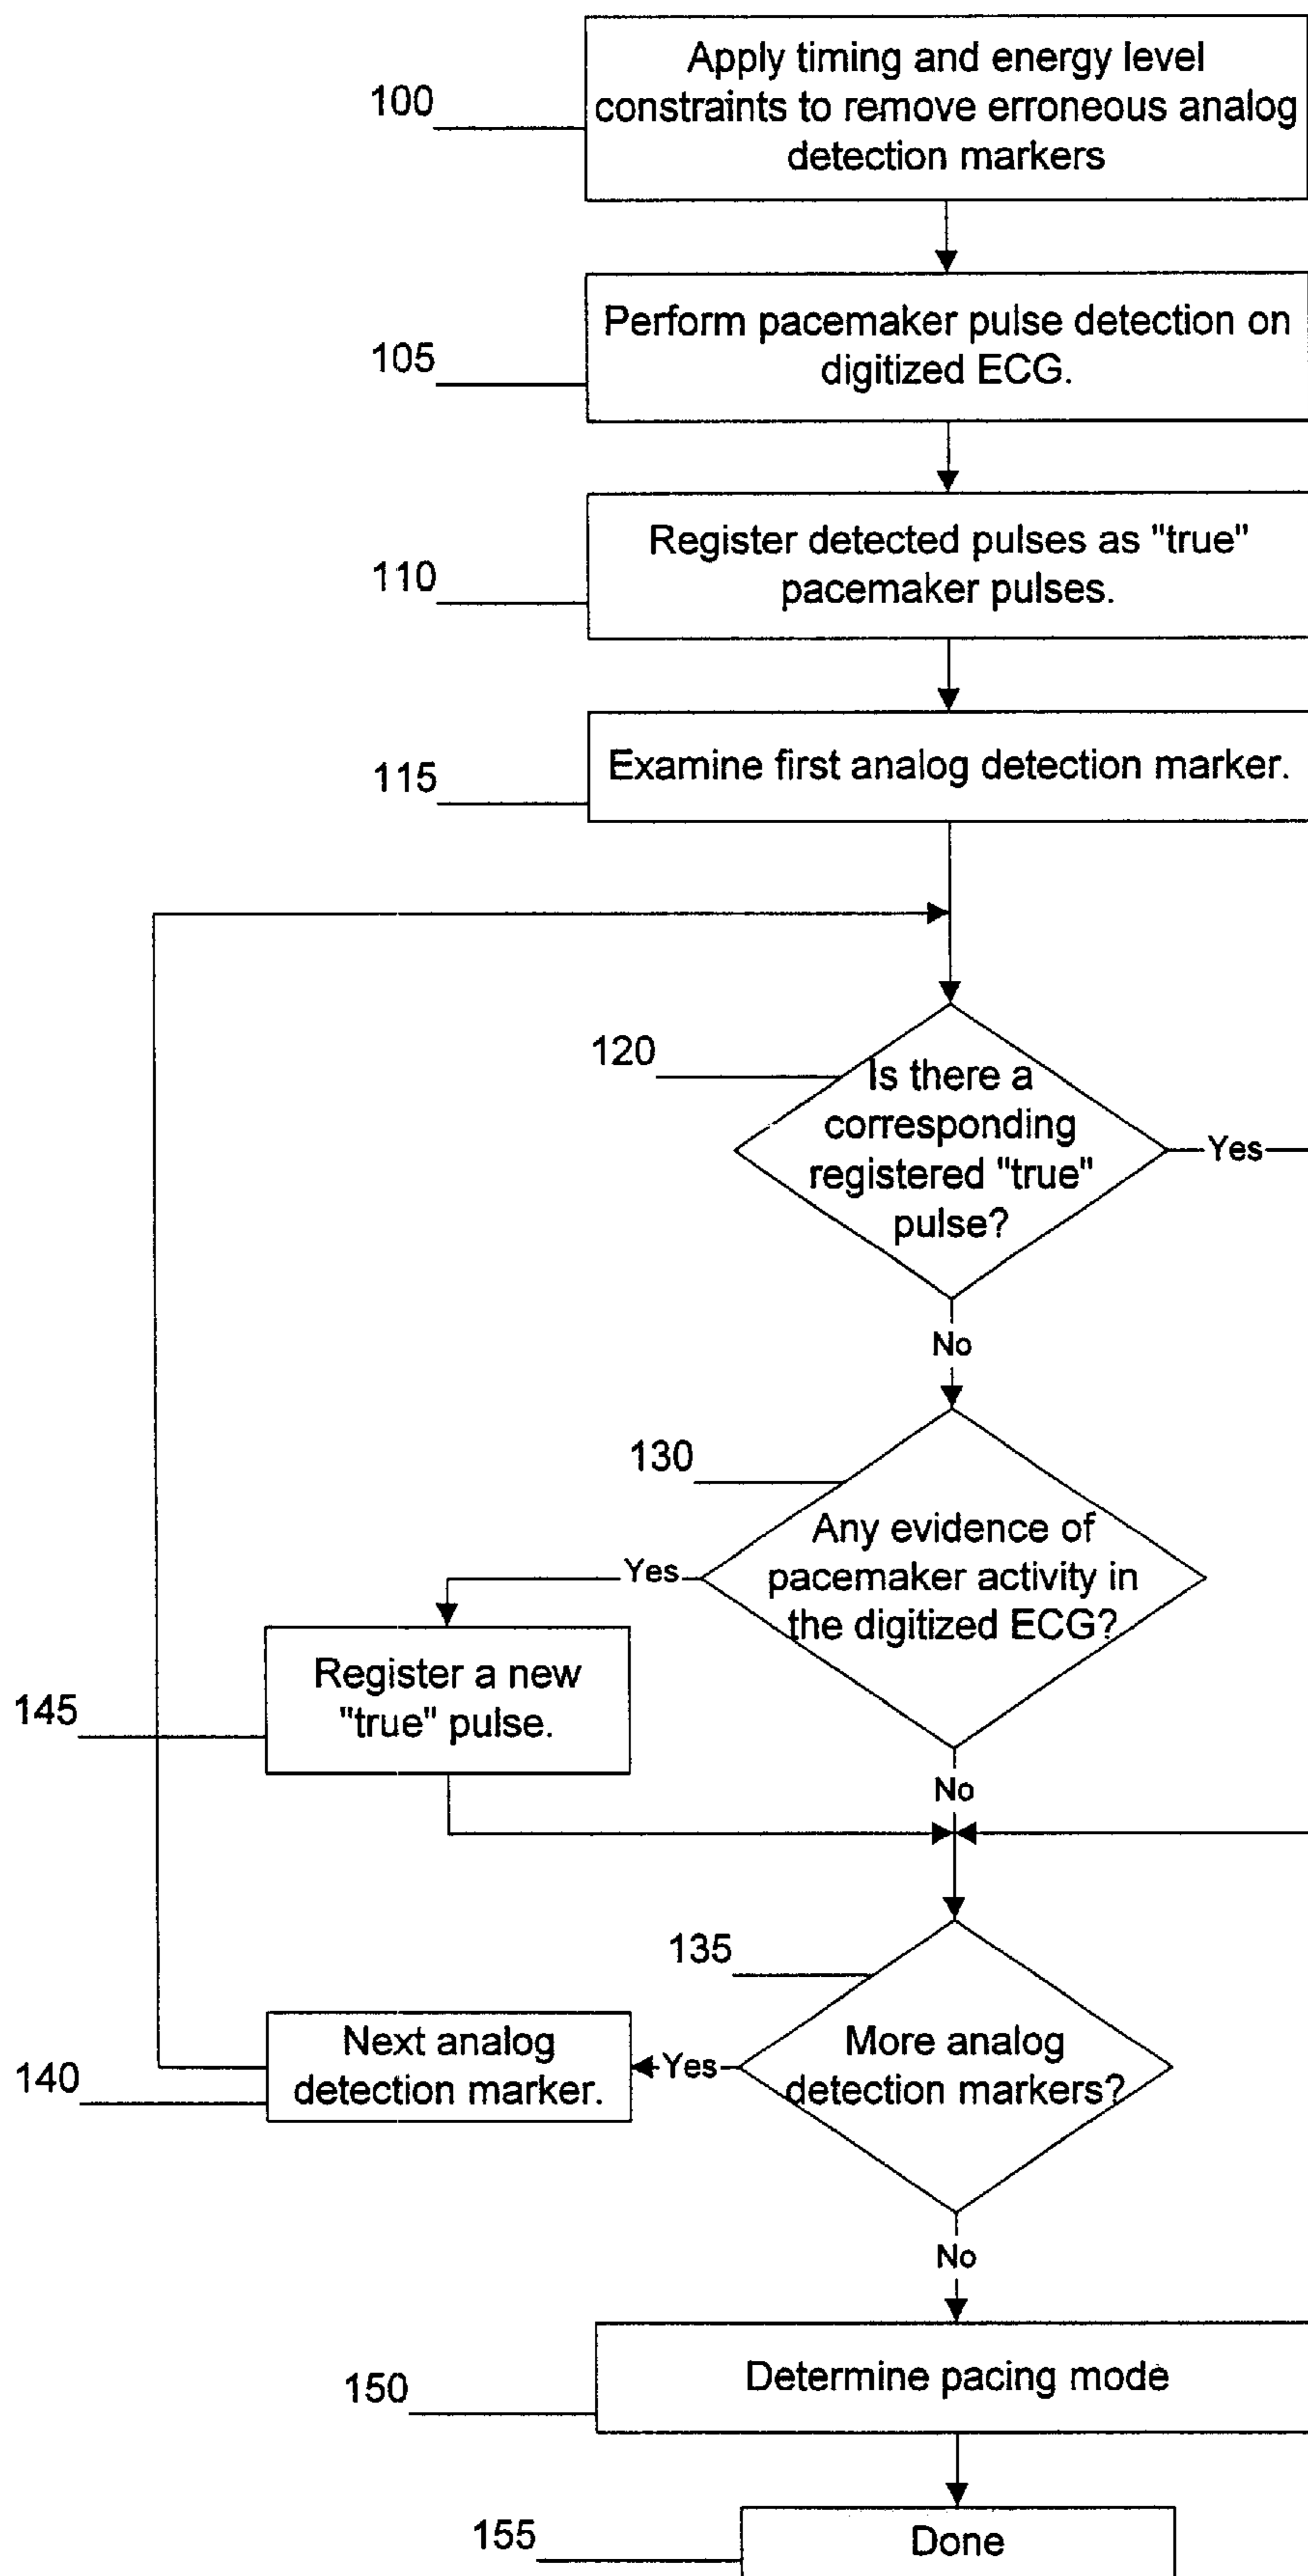 100
Apply timing and energy level
constraints to remove erroneous analog
detection markers
105
Perform pacemaker pulse detection on
digitized ECG.
110
Register detected pulses as "true"
pacemaker pulses.
115
Examine first analog detection marker.
120
Is there a
corresponding
registered "true"
pulse?
Yes
No
130
Any evidence of
pacemaker activity in
the digitized ECG?
Yes
145
Register a new
"true" pulse.
No
135
More analog
detection markers?
Yes
140
Next analog
detection marker.
No
150
Determine pacing mode
155
Done